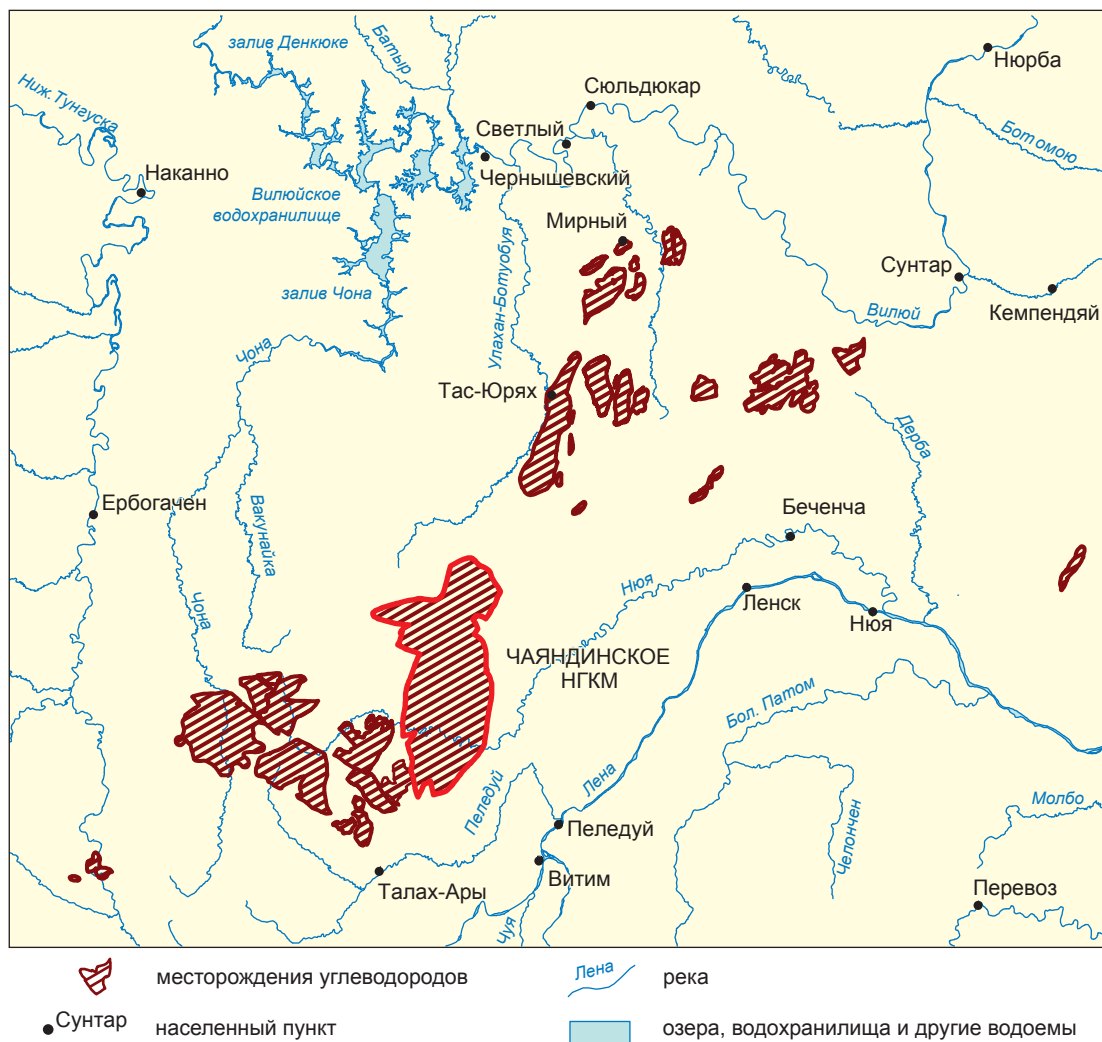 залив Денкюке
Батыр
Нюрба
Ниж.Тунгуска
Сюльдюкар
Светлый
Ботомою
Чернышевский
Наканно
Вилюйское
водохранилище
Мирный
Улахан-Ботуобуя
Сунтар
залив Чона
Вилюй
Кемпендяй
Чона
Тас-Юрях
Дерба
Ербогачен
Вакунайка
Беченча
Нюя
Ленск
Нюя
Чона
ЧАЯНДИНСКОЕ
НГКМ
Бол. Патом
Лена
Пеледуй
Молбо
Пеледуй
Челончен
Талах-Ары
Витим
Перевоз
Чуя
месторождения углеводородов
Лена
река
Сунтар
населенный пункт
озера, водохранилища и другие водоемы